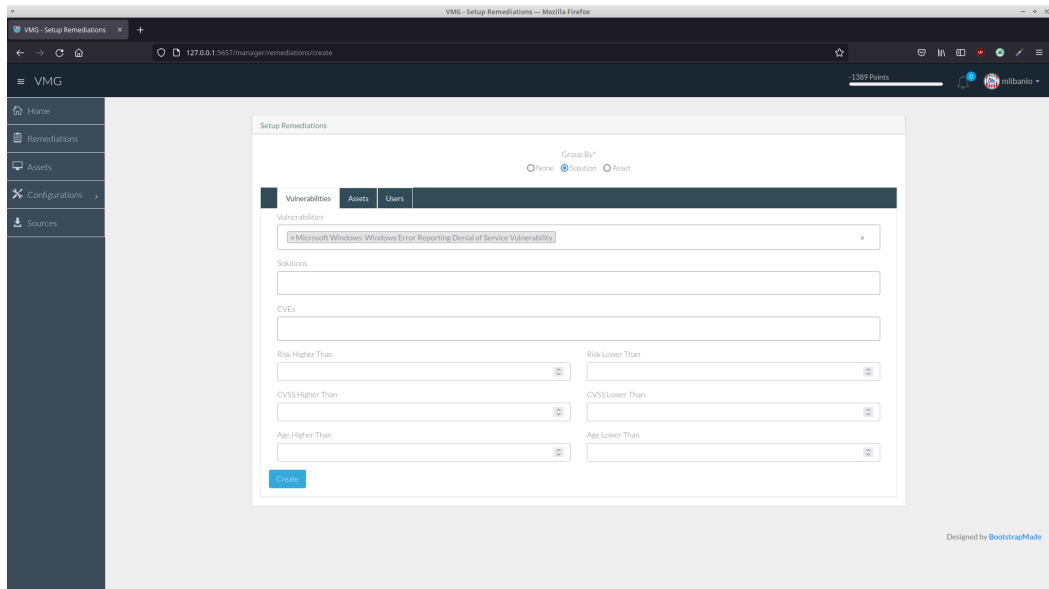 VMG - Setup Remediations — Mozilla Firefox
VMG - Setup Remediations
127.0.0.1:5657/manager/remediations/create
VMG
-1389 Points
0
mlibanio
Home
Remediations
Assets
Configurations
Sources
Setup Remediations
Group By*
None Solution Asset
Vulnerabilities Assets Users
Vulnerabilities
× Microsoft Windows: Windows Error Reporting Denial of Service Vulnerability ×
Solutions
CVEs
Risk Higher Than Risk Lower Than
CVSS Higher Than CVSS Lower Than
Age Higher Than Age Lower Than
Create
Designed by BootstrapMade